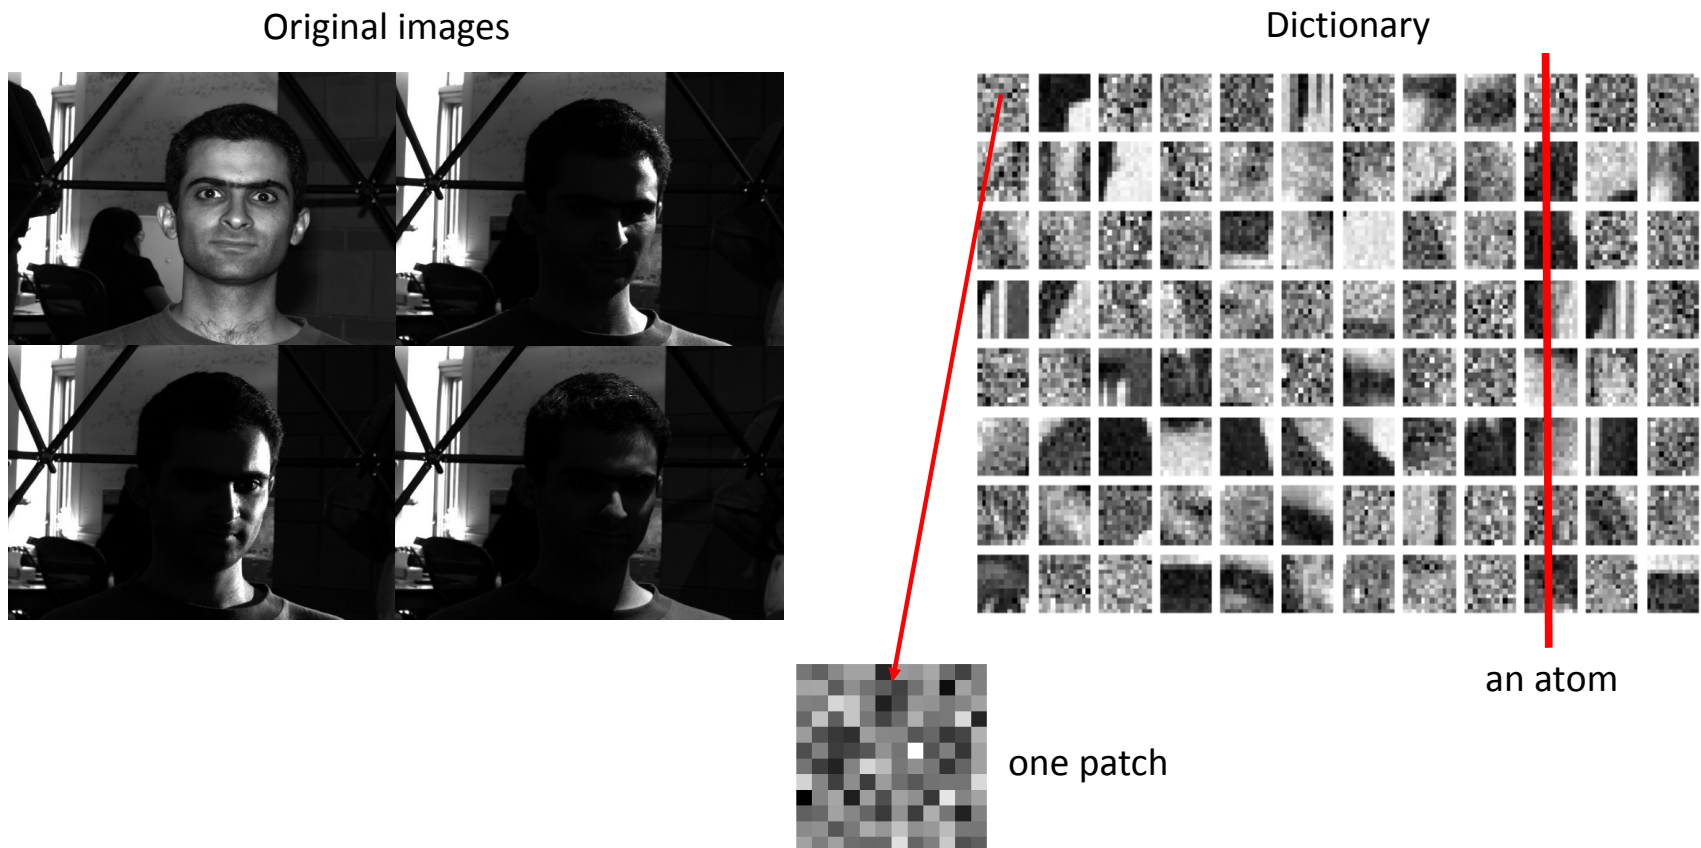 Original images
Dictionary
an atom
one patch